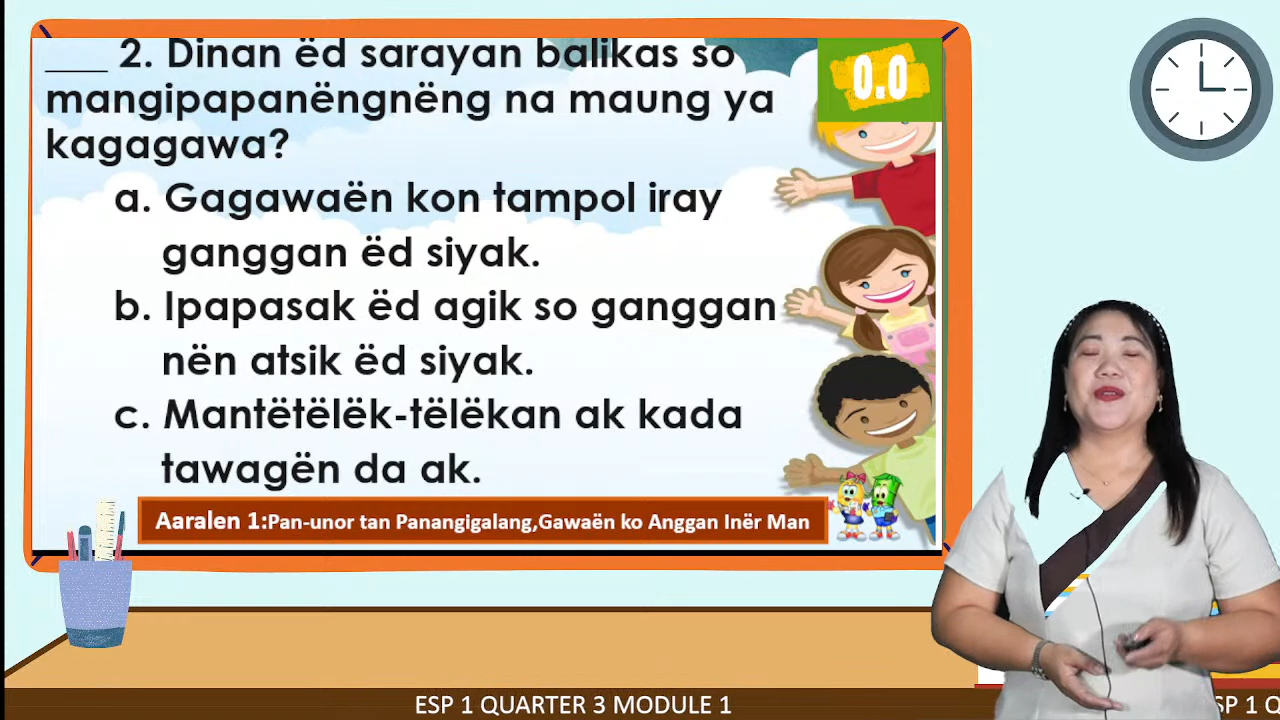 ___ 2. Dinan ëd sarayan balikas so
mangipapanëngnëng na maung ya
kagagawa?
a. Gagawaën kon tampol iray
ganggan ëd siyak.
b. Ipapasak ëd agik so ganggan
nën atsik ëd siyak.
c. Mantëtëlëk-tëlëkan ak kada
tawagën da ak.
0.0
Aaralen 1:Pan-unor tan Panangigalang,Gawaën ko Anggan Inër Man
ESP 1 QUARTER 3 MODULE 1
SP 1 Q